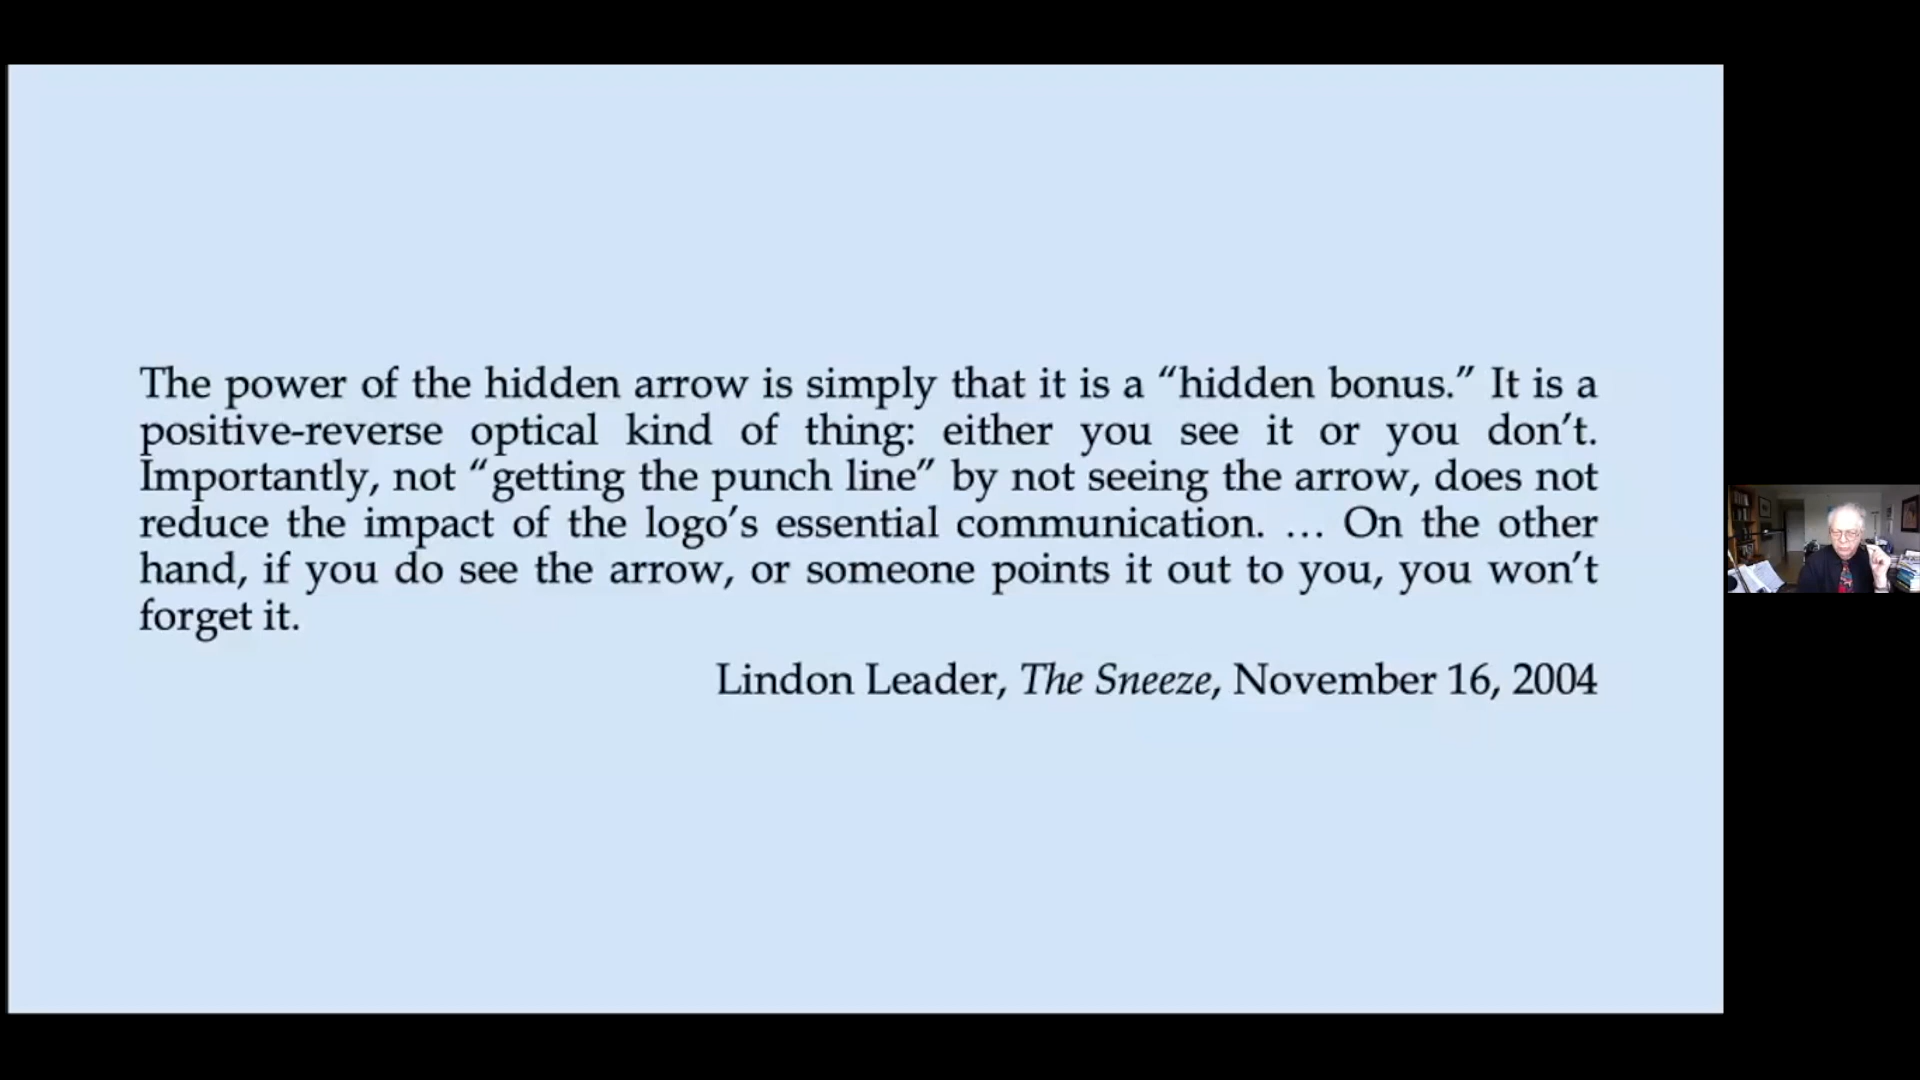 The power of the hidden arrow is simply that it is a “hidden bonus.” It is a
positive-reverse optical kind of thing: either you see it or you don’t.
Importantly, not “getting the punch line” by not seeing the arrow, does not
reduce the impact of the logo’s essential communication. … On the other
hand, if you do see the arrow, or someone points it out to you, you won’t
forget it.
Lindon Leader, The Sneeze, November 16, 2004